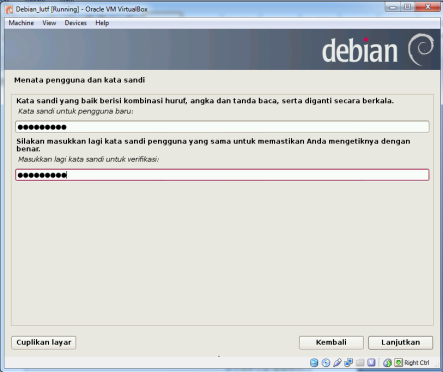 Debian_lutf [Running] - Oracle VM VirtualBox
Machine View Devices Help
debian
Menata pengguna dan kata sandi
Kata sandi yang baik berisi kombinasi huruf, angka dan tanda baca, serta diganti secara berkala.
Kata sandi untuk pengguna baru:
●●●●●●●●●
Silakan masukkan lagi kata sandi pengguna yang sama untuk memastikan Anda mengetiknya dengan
benar.
Masukkan lagi kata sandi untuk verifikasi:
●●●●●●●●●
Cuplikan layar
Kembali
Lanjutkan
Right Ctrl